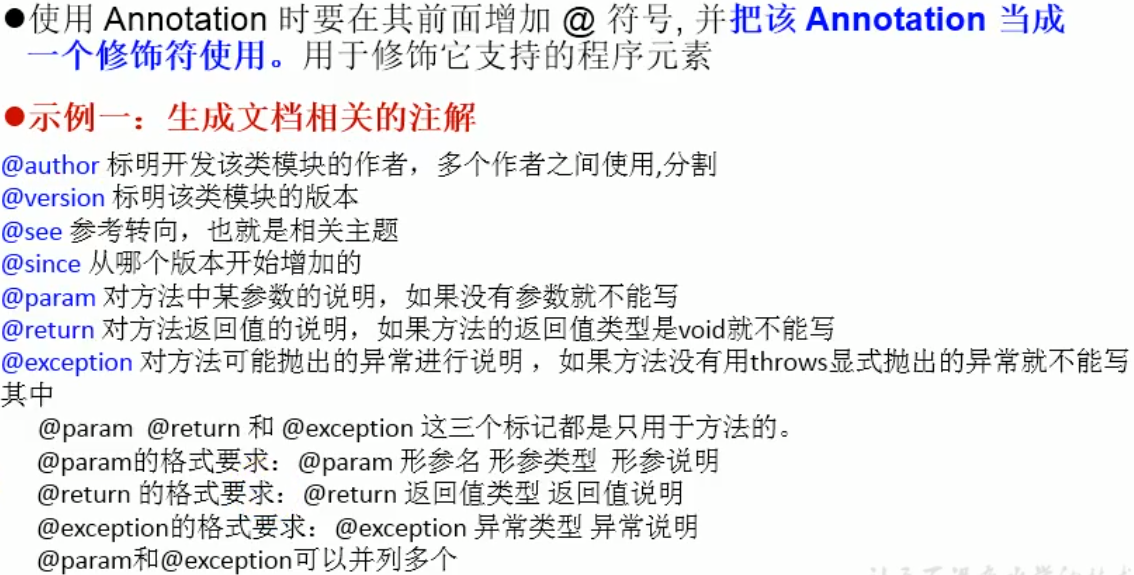 ●使用 Annotation 时要在其前面增加 @ 符号, 并把该 Annotation 当成
一个修饰符使用。用于修饰它支持的程序元素
●示例一：生成文档相关的注解
@author 标明开发该类模块的作者，多个作者之间使用,分割
@version 标明该类模块的版本
@see 参考转向，也就是相关主题
@since 从哪个版本开始增加的
@param 对方法中某参数的说明，如果没有参数就不能写
@return 对方法返回值的说明，如果方法的返回值类型是void就不能写
@exception 对方法可能抛出的异常进行说明 ，如果方法没有用throws显式抛出的异常就不能写
其中
@param  @return 和 @exception 这三个标记都是只用于方法的。
@param的格式要求：@param 形参名 形参类型  形参说明
@return 的格式要求：@return 返回值类型 返回值说明
@exception的格式要求：@exception 异常类型 异常说明
@param和@exception可以并列多个